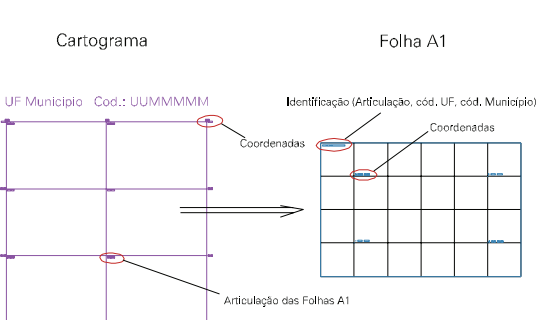 Cartograma
Folha A1
UF Municipio Cod.: UUMMMMM
Identificação (Articulação, cód. UF, cód. Município)
Coordenadas
Coordenadas
Articulação das Folhas A1